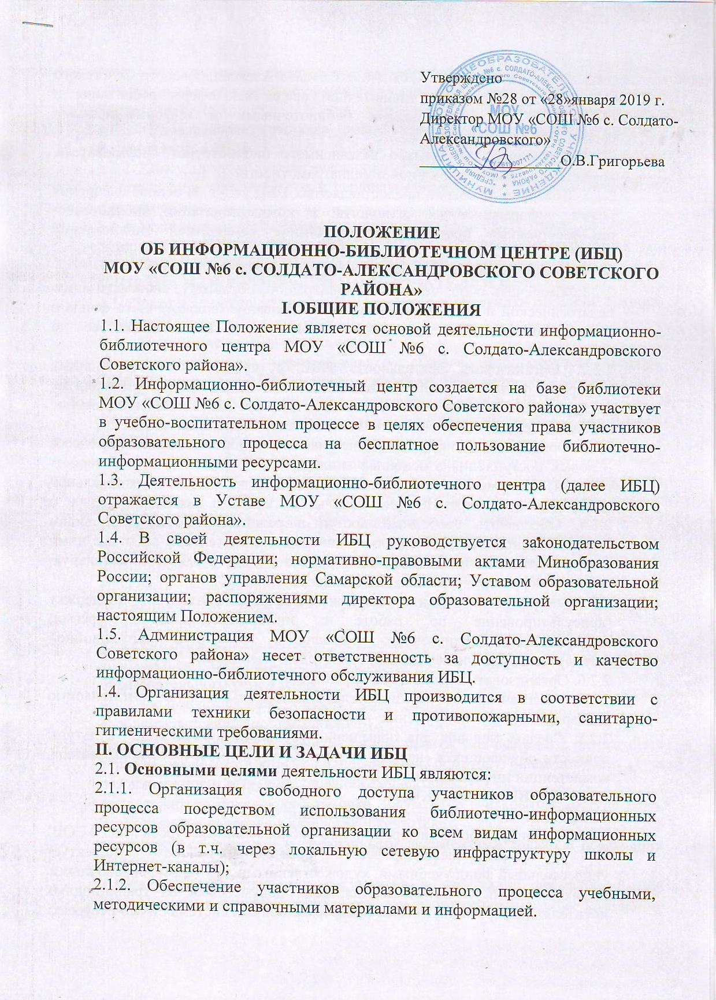 Утверждено
приказом №28 от «28»января 2019 г.
Директор МОУ «СОШ №6 с. Солдато-
Александровского»
О.В.Григорьева
МОУ
«СОШ №6
ПОЛОЖЕНИЕ
ОБ ИНФОРМАЦИОННО-БИБЛИОТЕЧНОМ ЦЕНТРЕ (ИБЦ)
МОУ «СОШ №6 с. СОЛДАТО-АЛЕКСАНДРОВСКОГО СОВЕТСКОГО
РАЙОНА»
I.ОБЩИЕ ПОЛОЖЕНИЯ
1.1. Настоящее Положение является основой деятельности информационно-
библиотечного центра МОУ «СОШ №6 с. Солдато-Александровского
Советского района».
1.2. Информационно-библиотечный центр создается на базе библиотеки
МОУ «СОШ №6 с. Солдато-Александровского Советского района» участвует
в учебно-воспитательном процессе в целях обеспечения права участников
образовательного процесса на бесплатное пользование библиотечно-
информационными ресурсами.
1.3. Деятельность информационно-библиотечного центра (далее ИБЦ)
отражается в Уставе МОУ «СОШ №6 с. Солдато-Александровского
Советского района».
1.4. В своей деятельности ИБЦ руководствуется законодательством
Российской Федерации; нормативно-правовыми актами Минобразования
России; органов управления Самарской области; Уставом образовательной
организации; распоряжениями директора образовательной организации;
настоящим Положением.
1.5. Администрация МОУ «СОШ №6 с. Солдато-Александровского
Советского района» несет ответственность за доступность и качество
информационно-библиотечного обслуживания ИБЦ.
1.4. Организация деятельности ИБЦ производится в соответствии с
правилами техники безопасности и противопожарными, санитарно-
гигиеническими требованиями.
II. ОСНОВНЫЕ ЦЕЛИ И ЗАДАЧИ ИБЦ
2.1. Основными целями деятельности ИБЦ являются:
2.1.1. Организация свободного доступа участников образовательного
процесса посредством использования библиотечно-информационных
ресурсов образовательной организации ко всем видам информационных
ресурсов (в т.ч. через локальную сетевую инфраструктуру школы и
Интернет-каналы);
2.1.2. Обеспечение участников образовательного процесса учебными,
методическими и справочными материалами и информацией.